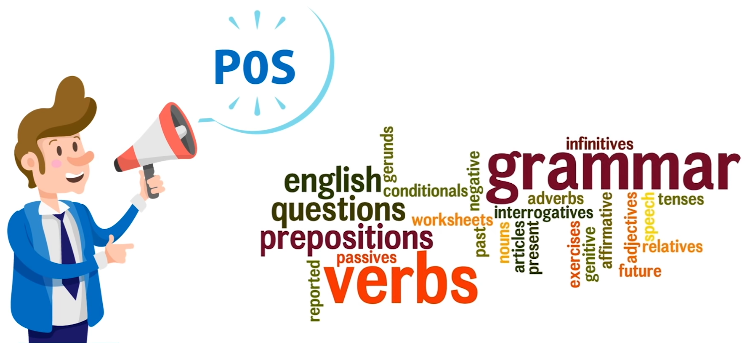 POS
infinitives
grammar
gerunds
negative
english
conditionals
adverbs
tenses
questions
worksheets
interrogatives
affirmative
adjectives
speech
prepositions
past
nouns
articles
present
exercises
genitive
relatives
passives
future
reported
verbs